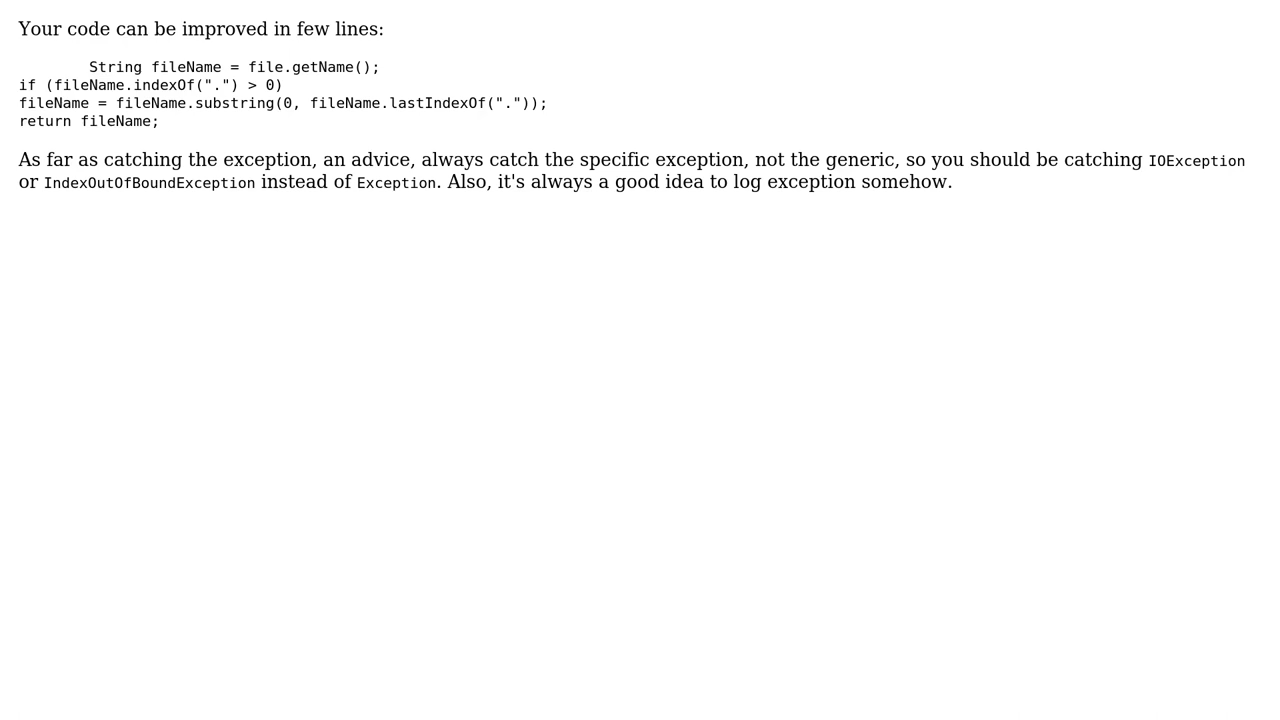 Your code can be improved in few lines:
String fileName = file.getName();
if (fileName.indexOf(".") > 0)
fileName = fileName.substring(0, fileName.lastIndexOf("."));
return fileName;
As far as catching the exception, an advice, always catch the specific exception, not the generic, so you should be catching IOException
or IndexOutOfBoundException instead of Exception. Also, it's always a good idea to log exception somehow.